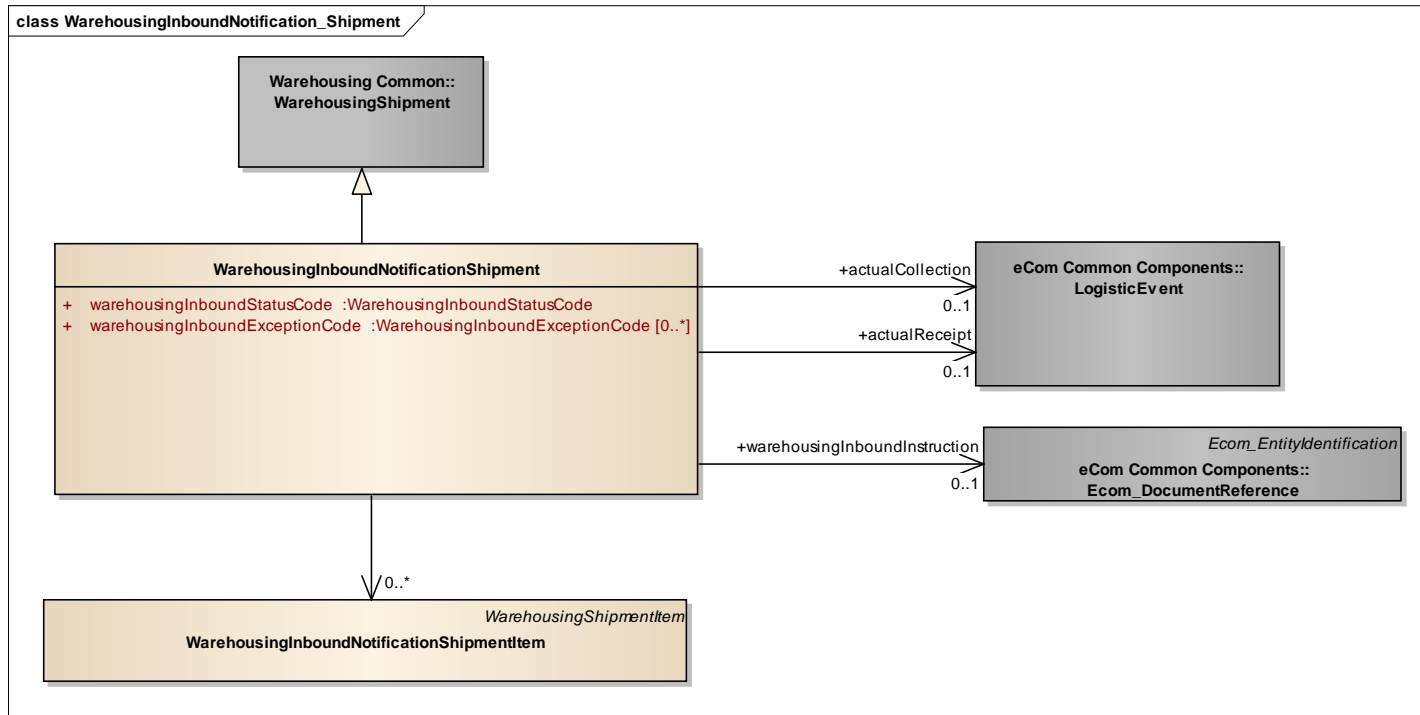 class WarehousingInboundNotification_Shipment
Warehousing Common::
WarehousingShipment
WarehousingInboundNotificationShipment
+ warehousingInboundStatusCode :WarehousingInboundStatusCode
+ warehousingInboundExceptionCode :WarehousingInboundExceptionCode [0..*]
+actualCollection
0..1
eCom Common Components::
LogisticEvent
+actualReceipt
0..1
+warehousingInboundInstruction
0..1
Ecom_EntityIdentification
eCom Common Components::
Ecom_DocumentReference
0..*
WarehousingShipmentItem
WarehousingInboundNotificationShipmentItem